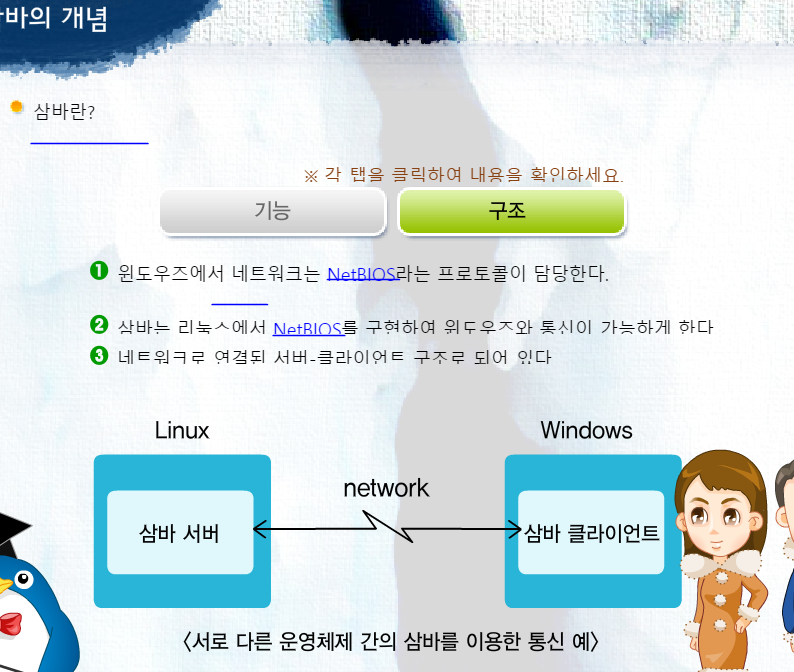 삼바의 개념
삼바란?
※ 각 탭을 클릭하여 내용을 확인하세요.
기능
구조
1 윈도우즈에서 네트워크는 NetBIOS라는 프로토콜이 담당한다.
2 삼바는 리눅스에서 NetBIOS를 구현하여 윈도우즈와 통신이 가능하게 한다
3 네트워크로 연결된 서버-클라이언트 구조로 되어 있다
Linux
Windows
network
삼바 서버
삼바 클라이언트
<서로 다른 운영체제 간의 삼바를 이용한 통신 예>